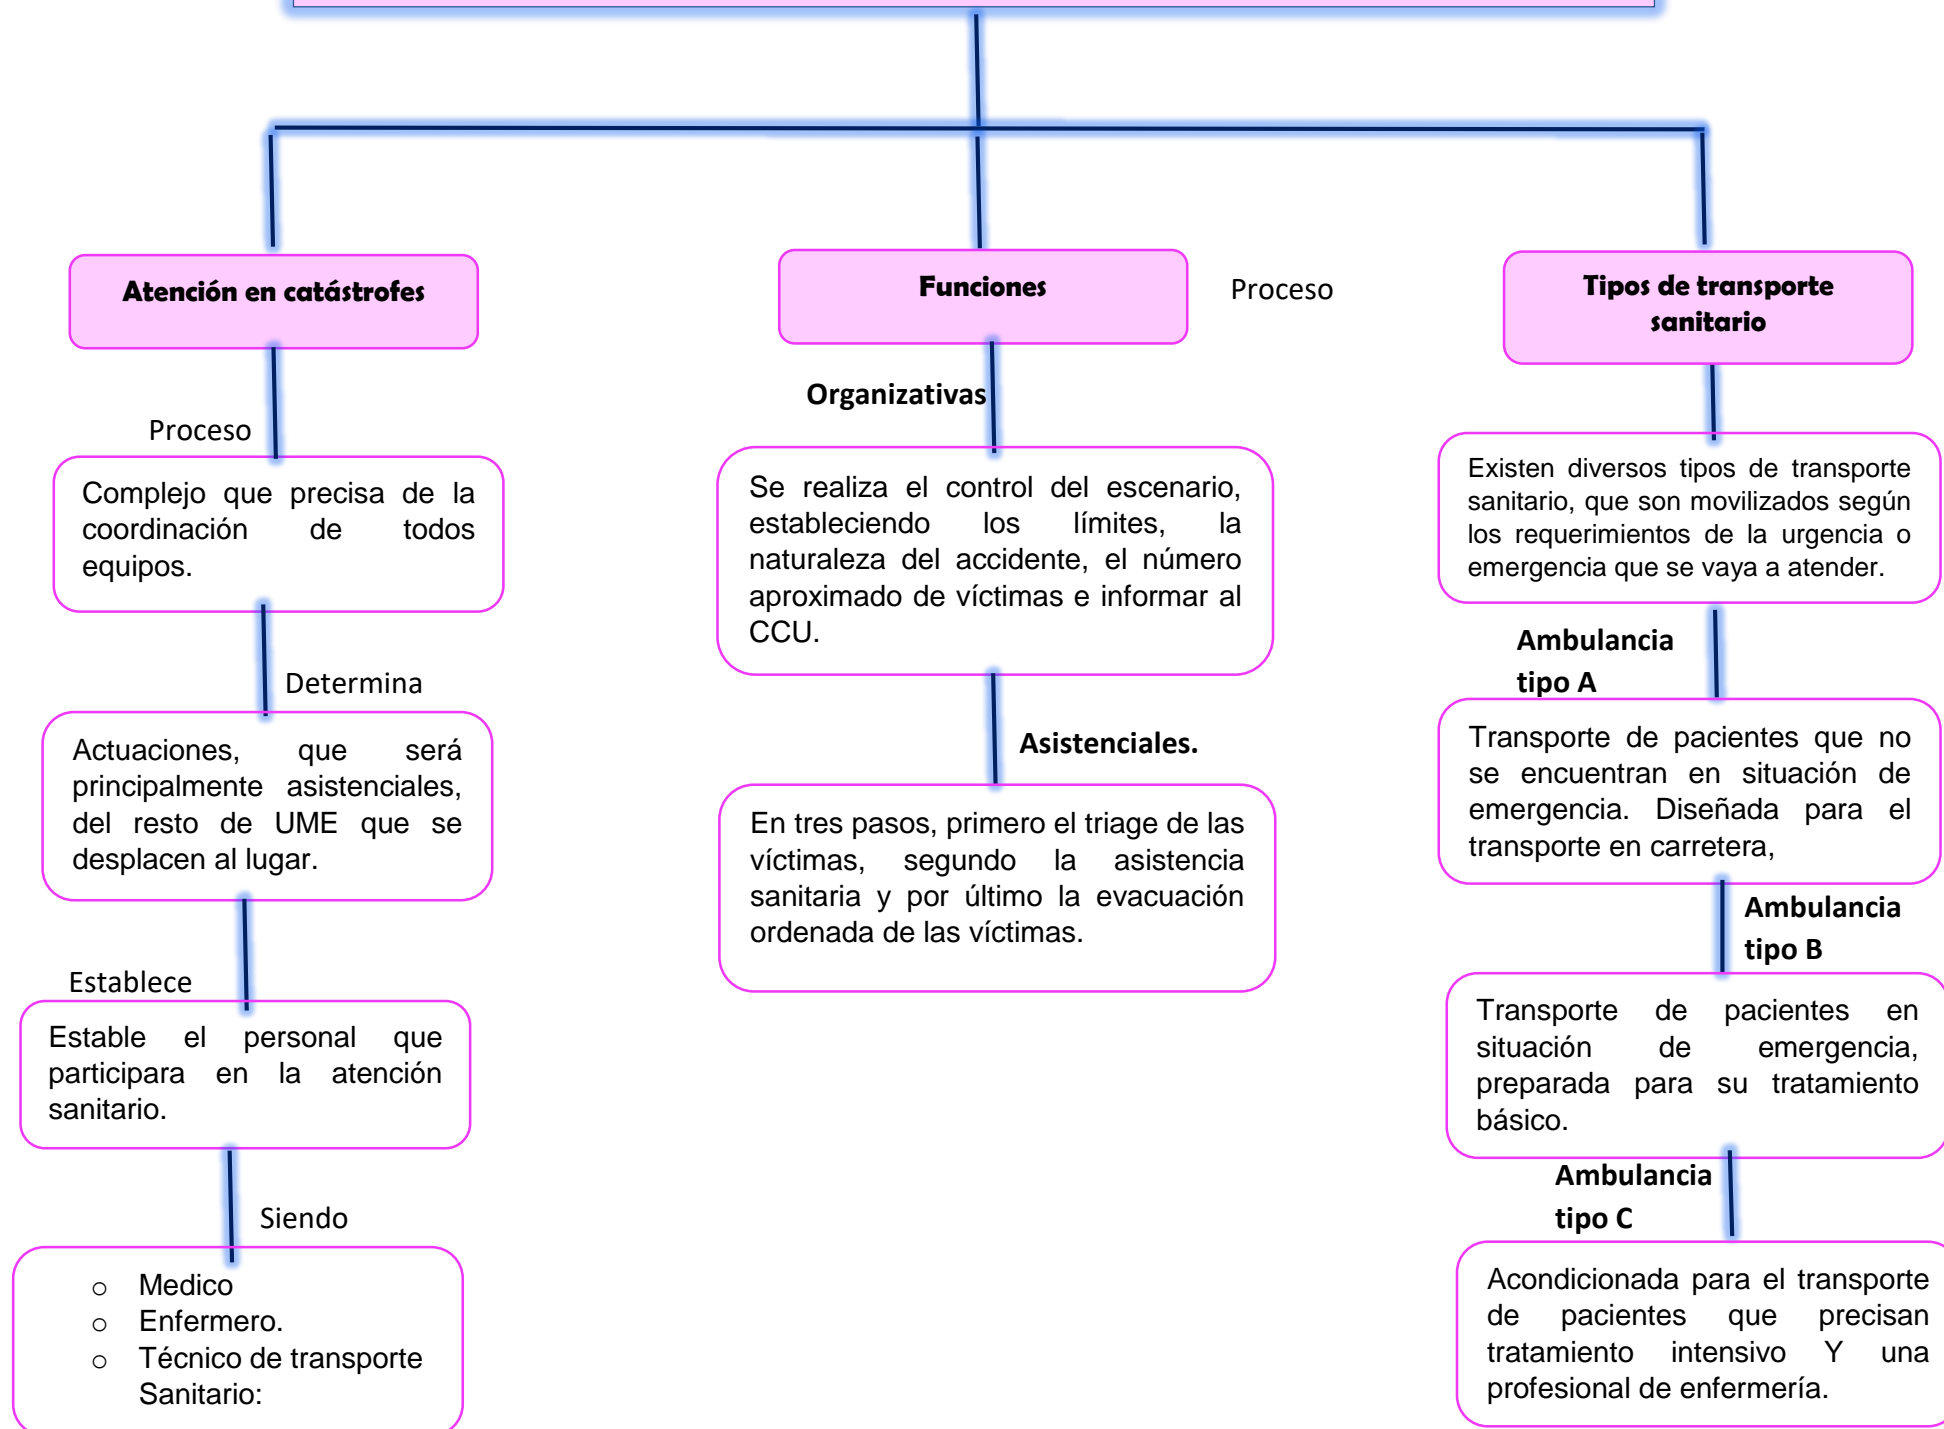 Atención en catástrofes
Proceso
Complejo que precisa de la
coordinación de todos
equipos.
Determina
Actuaciones, que será
principalmente asistenciales,
del resto de UME que se
desplacen al lugar.
Establece
Estable el personal que
participara en la atención
sanitario.
Siendo
o Medico
o Enfermero.
o Técnico de transporte
Sanitario:
Funciones
Proceso
Organizativas
Se realiza el control del escenario,
estableciendo los límites, la
naturaleza del accidente, el número
aproximado de víctimas e informar al
CCU.
Asistenciales.
En tres pasos, primero el triage de las
víctimas, segundo la asistencia
sanitaria y por último la evacuación
ordenada de las víctimas.
Tipos de transporte
sanitario
Existen diversos tipos de transporte
sanitario, que son movilizados según
los requerimientos de la urgencia o
emergencia que se vaya a atender.
Ambulancia
tipo A
Transporte de pacientes que no
se encuentran en situación de
emergencia. Diseñada para el
transporte en carretera,
Ambulancia
tipo B
Transporte de pacientes en
situación de emergencia,
preparada para su tratamiento
básico.
Ambulancia
tipo C
Acondicionada para el transporte
de pacientes que precisan
tratamiento intensivo Y una
profesional de enfermería.